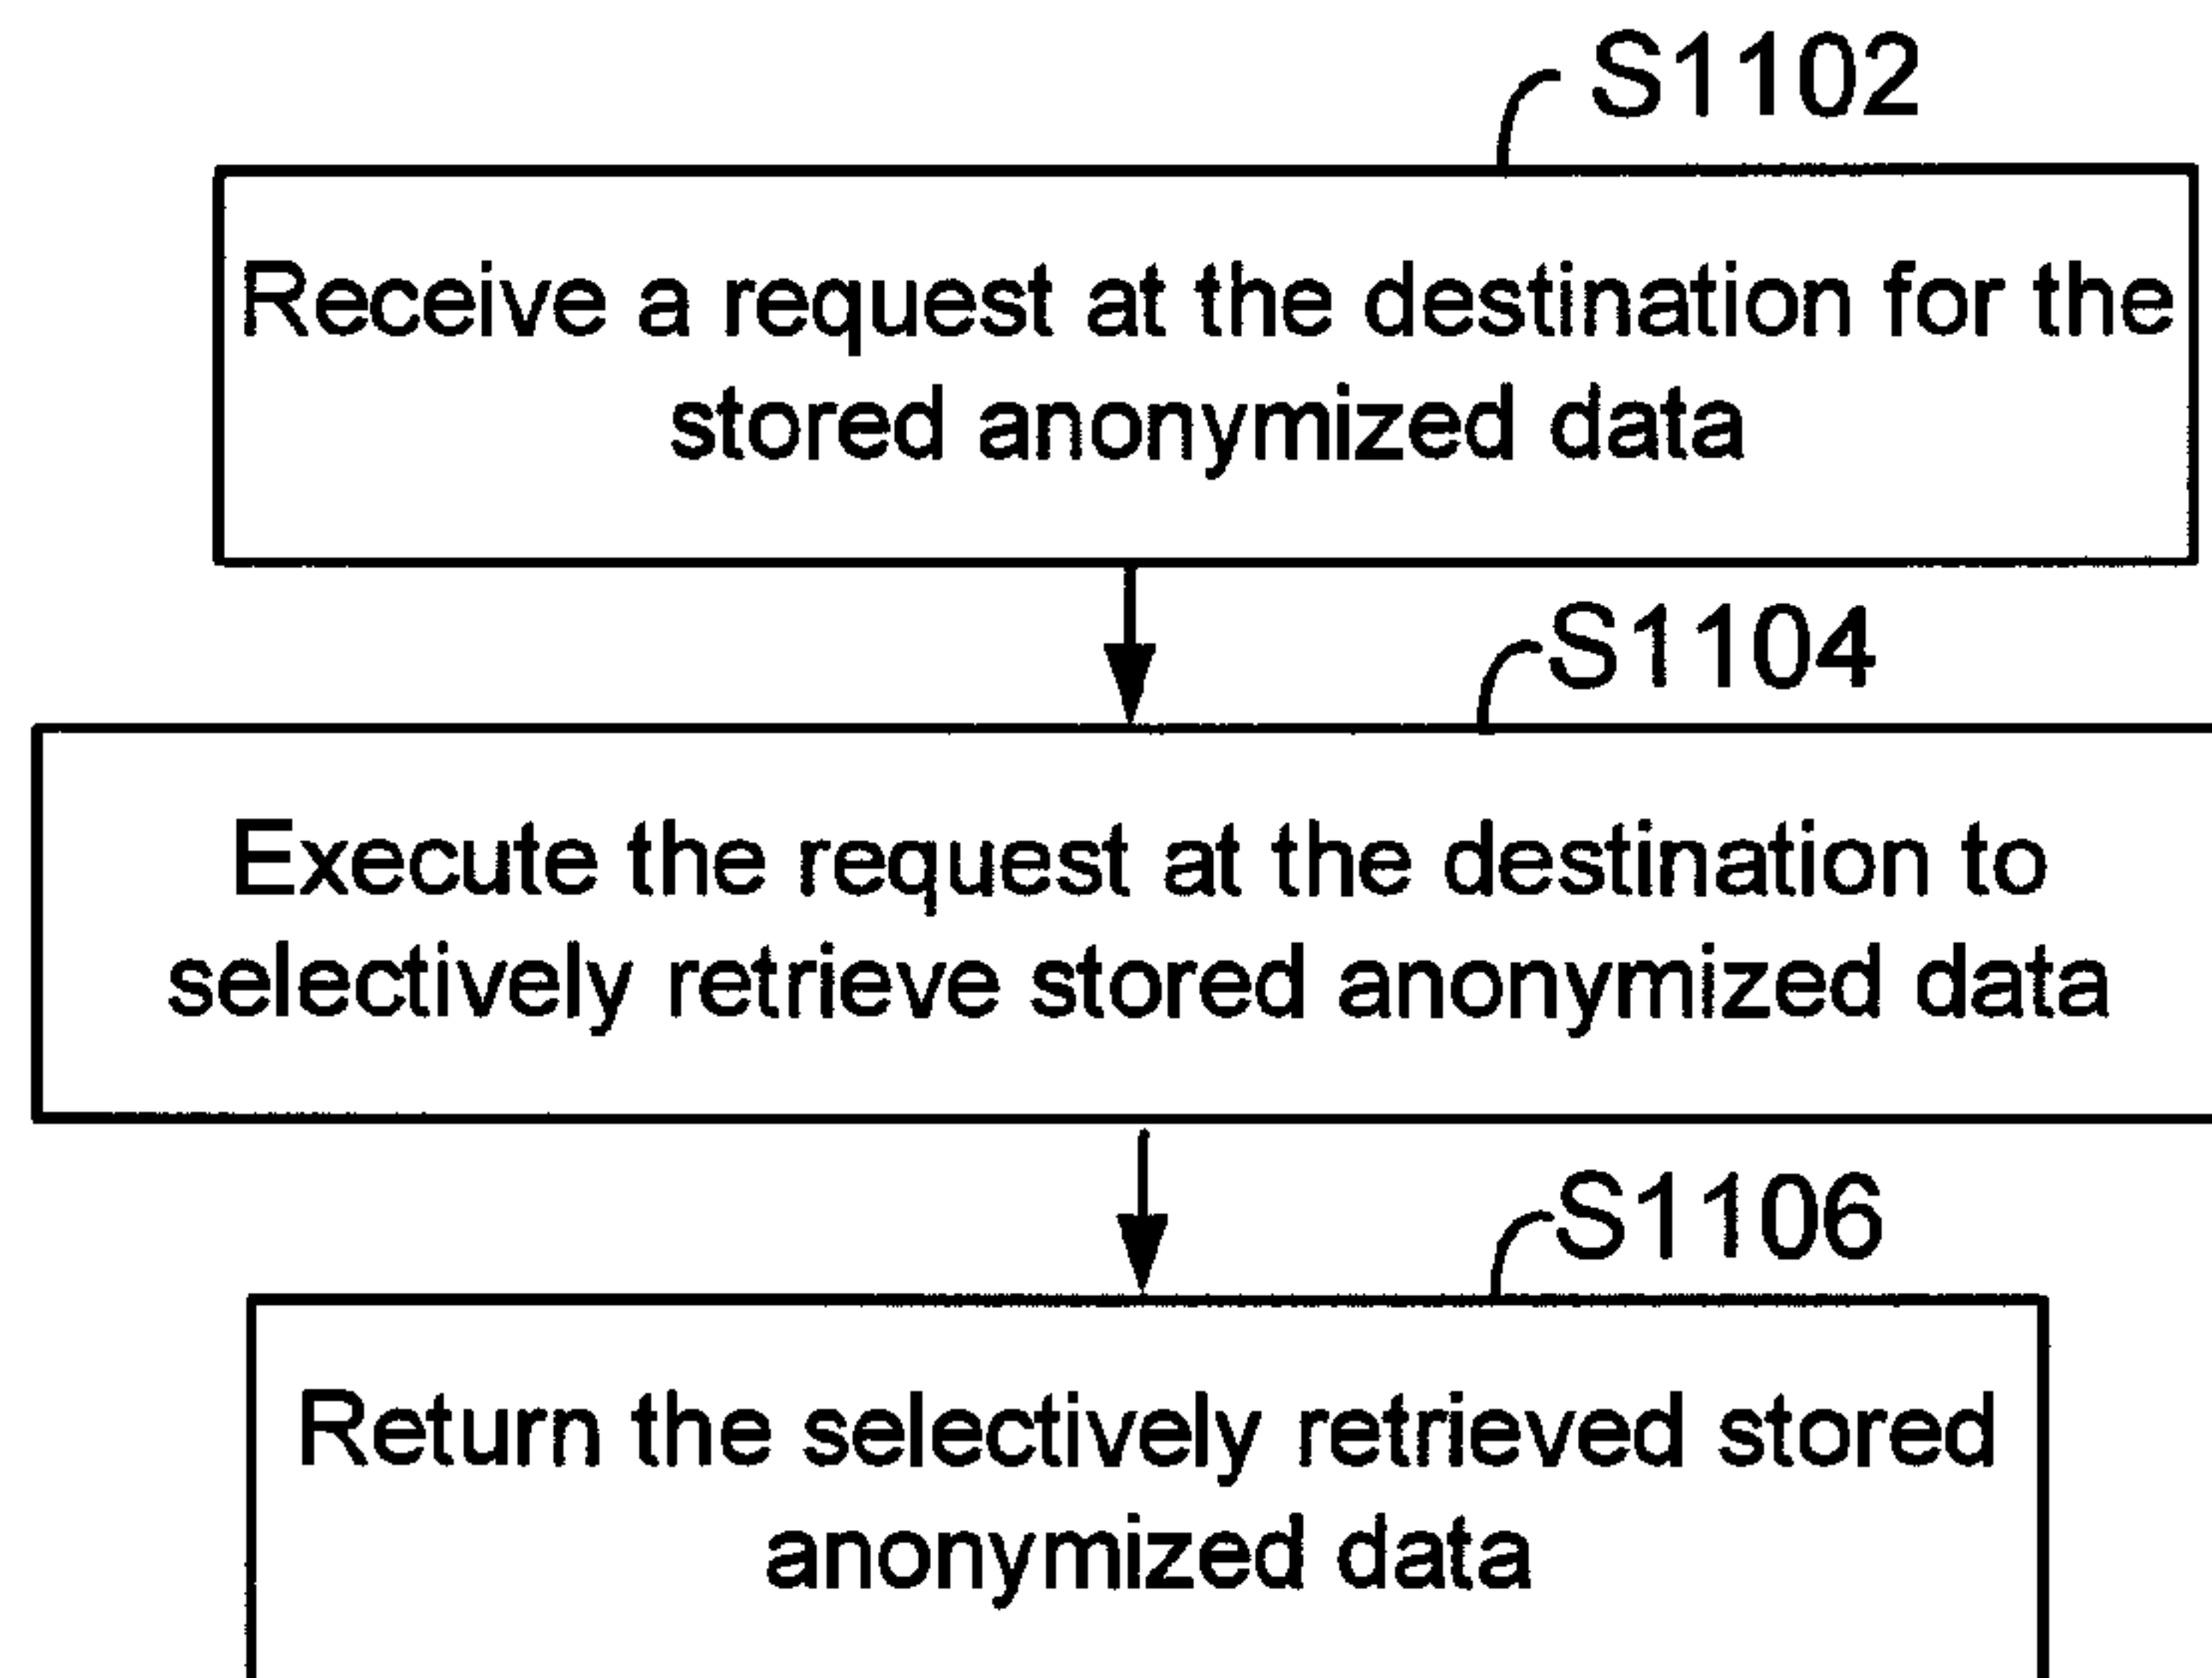 S1102
Receive a request at the destination for the
stored anonymized data
S1104
Execute the request at the destination to
selectively retrieve stored anonymized data
S1106
Return the selectively retrieved stored
anonymized data